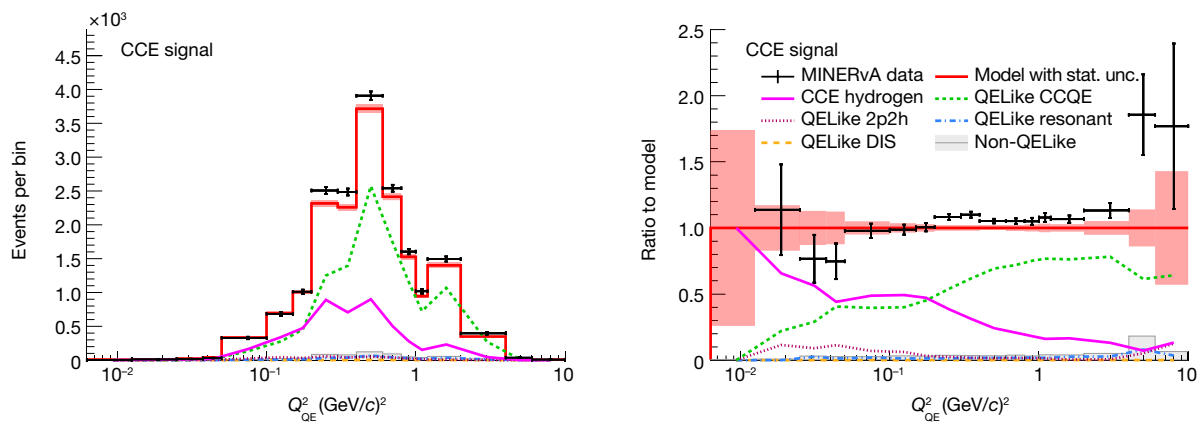 ×10³
CCE signal
4.5
4.0
3.5
3.0
2.5
2.0
1.5
1.0
0.5
0
Events per bin
10⁻² 10⁻¹ 1 10
Q²QE (GeV/c)²
CCE signal
MINERvA data Model with stat. unc.
CCE hydrogen QELike CCQE
QELike 2p2h QELike resonant
QELike DIS Non-QELike
2.5
2.0
1.5
1.0
0.5
0
Ratio to model
10⁻² 10⁻¹ 1 10
Q²QE (GeV/c)²